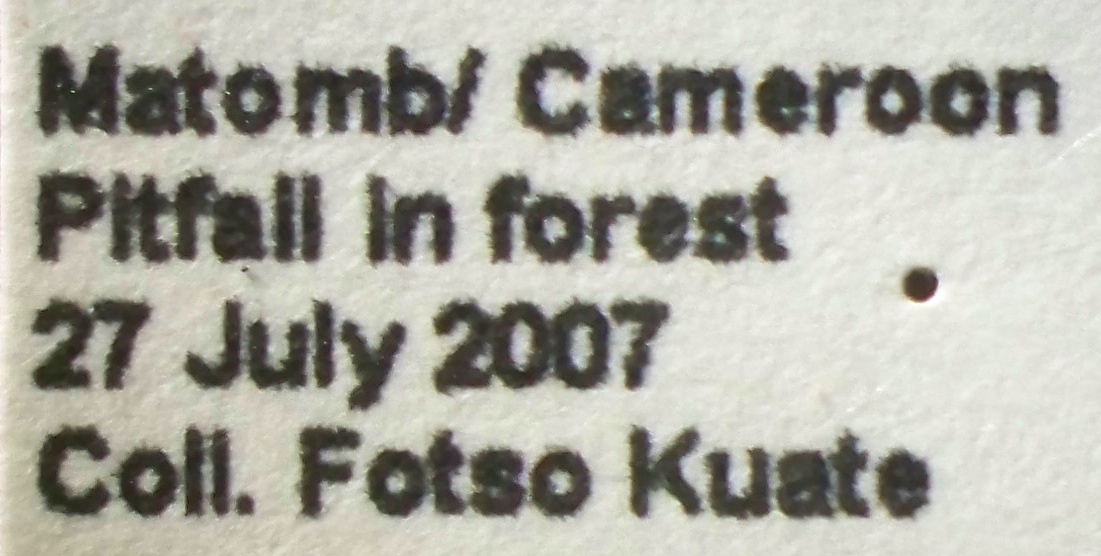 Matomb/ Cameroon
Pitfall in forest
27 July 2007
Coll. Fotso Kuate